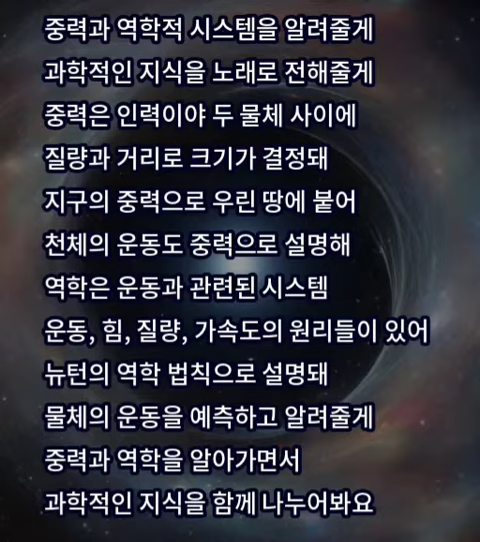 중력과 역학적 시스템을 알려줄게
과학적인 지식을 노래로 전해줄게
중력은 인력이야 두 물체 사이에
질량과 거리로 크기가 결정돼
지구의 중력으로 우린 땅에 붙어
천체의 운동도 중력으로 설명해
역학은 운동과 관련된 시스템
운동, 힘, 질량, 가속도의 원리들이 있어
뉴턴의 역학 법칙으로 설명돼
물체의 운동을 예측하고 알려줄게
중력과 역학을 알아가면서
과학적인 지식을 함께 나누어봐요